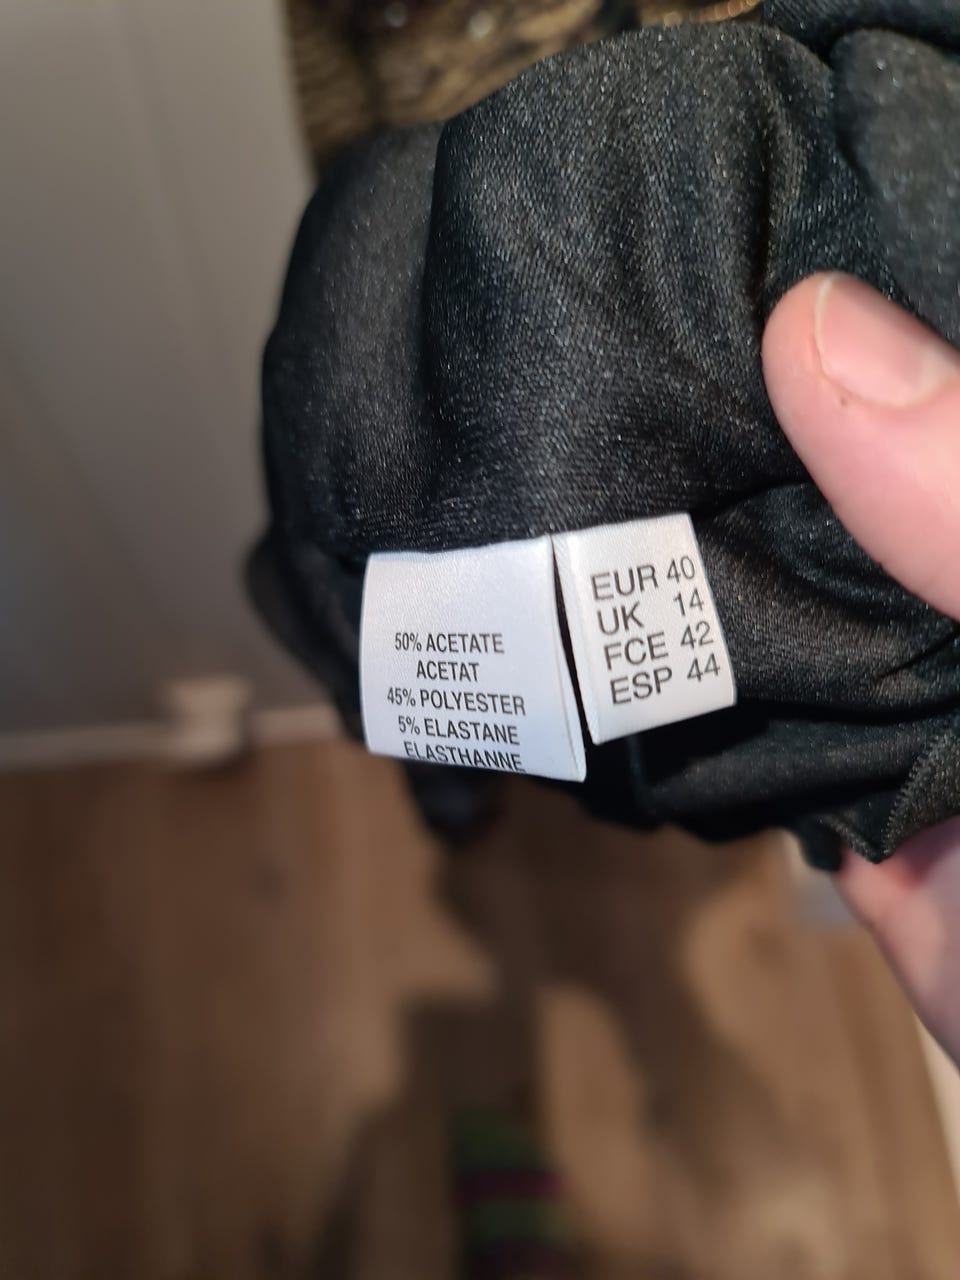 50% ACETATE
ACETAT
45% POLYESTER
5% ELASTANE
ELASTHANNE
EUR 40
UK 14
FCE 42
ESP 44